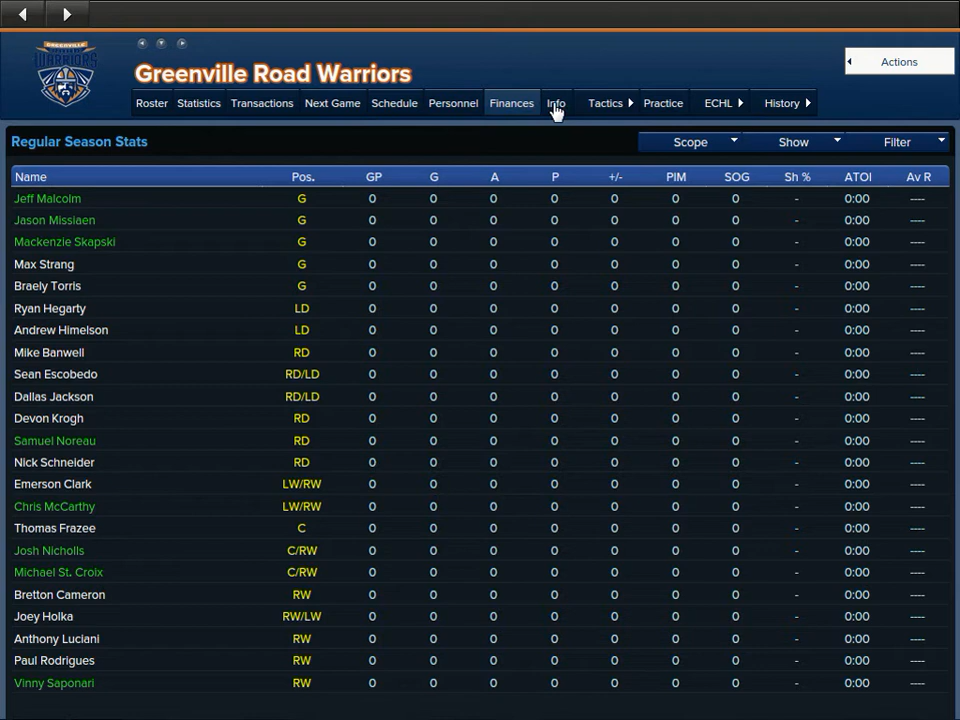 GREENVILLE
WARRIORS
Greenville Road Warriors
Actions
Roster Statistics Transactions Next Game Schedule Personnel Finances Info Tactics Practice ECHL History
Regular Season Stats
Scope Show Filter
Name Pos. GP G A P +/- PIM SOG Sh % ATOI Av R
Jeff Malcolm G 0 0 0 0 0 0 0 - 0:00 ----
Jason Missiaen G 0 0 0 0 0 0 0 - 0:00 ----
Mackenzie Skapski G 0 0 0 0 0 0 0 - 0:00 ----
Max Strang G 0 0 0 0 0 0 0 - 0:00 ----
Braely Torris G 0 0 0 0 0 0 0 - 0:00 ----
Ryan Hegarty LD 0 0 0 0 0 0 0 - 0:00 ----
Andrew Himelson LD 0 0 0 0 0 0 0 - 0:00 ----
Mike Banwell RD 0 0 0 0 0 0 0 - 0:00 ----
Sean Escobedo RD/LD 0 0 0 0 0 0 0 - 0:00 ----
Dallas Jackson RD/LD 0 0 0 0 0 0 0 - 0:00 ----
Devon Krogh RD 0 0 0 0 0 0 0 - 0:00 ----
Samuel Noreau RD 0 0 0 0 0 0 0 - 0:00 ----
Nick Schneider RD 0 0 0 0 0 0 0 - 0:00 ----
Emerson Clark LW/RW 0 0 0 0 0 0 0 - 0:00 ----
Chris McCarthy LW/RW 0 0 0 0 0 0 0 - 0:00 ----
Thomas Frazee C 0 0 0 0 0 0 0 - 0:00 ----
Josh Nicholls C/RW 0 0 0 0 0 0 0 - 0:00 ----
Michael St. Croix C/RW 0 0 0 0 0 0 0 - 0:00 ----
Bretton Cameron RW 0 0 0 0 0 0 0 - 0:00 ----
Joey Holka RW/LW 0 0 0 0 0 0 0 - 0:00 ----
Anthony Luciani RW 0 0 0 0 0 0 0 - 0:00 ----
Paul Rodrigues RW 0 0 0 0 0 0 0 - 0:00 ----
Vinny Saponari RW 0 0 0 0 0 0 0 - 0:00 ----